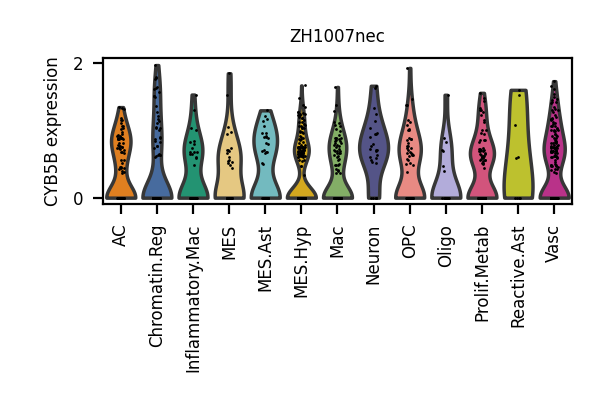 ZH1007nec
CYB5B expression
2
0
AC
Chromatin.Reg
Inflammatory.Mac
MES
MES.Ast
MES.Hyp
Mac
Neuron
OPC
Oligo
Prolif.Metab
Reactive.Ast
Vasc